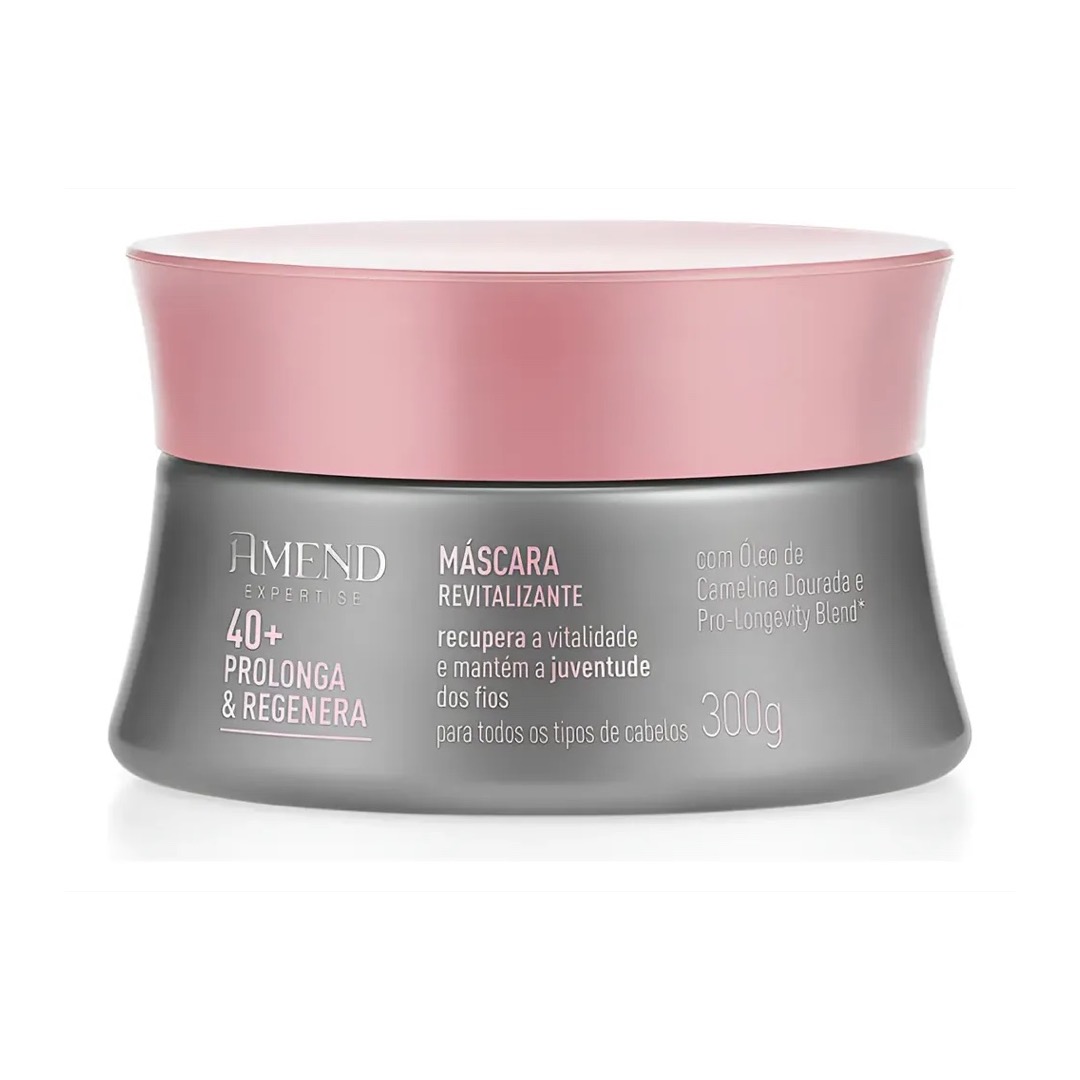 AMEND
EXPERTISE
40+
PROLONGA
& REGENERA
MÁSCARA
REVITALIZANTE
recupera a vitalidade
e mantém a juventude
dos fios
para todos os tipos de cabelos
com Óleo de
Camelina Dourada e
Pro-Longevity Blend*
300g